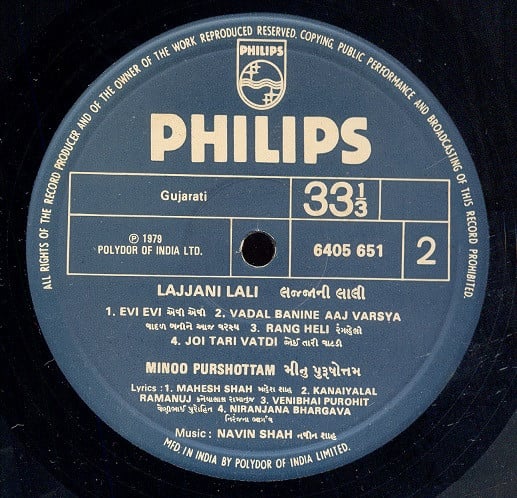 ALL RIGHTS OF THE RECORD PRODUCER AND OF THE OWNER OF THE WORK REPRODUCED RESERVED. COPYING, PUBLIC PERFORMANCE AND BROADCASTING OF THIS RECORD PROHIBITED.
PHILIPS
PHILIPS
Gujarati
33 1/3
℗ 1979
POLYDOR OF INDIA LTD.
6405 651
2
LAJJANI LALI લજ્જાની લાલી
1. EVI EVI એવી એવી 2. VADAL BANINE AAJ VARSYA
વાદળ બનીને આજ વરસ્યા 3. RANG HELI રંગહેલી
4. JOI TARI VATDI જોઈ તારી વાટડી
MINOO PURSHOTTAM મીનુ પુરૂષોત્તમ
Lyrics : 1. MAHESH SHAH મહેશ શાહ 2. KANAIYALAL
RAMANUJ કનૈયાલાલ રામાનુજ 3. VENIBHAI PUROHIT
વેણીભાઈ પુરોહિત 4. NIRANJANA BHARGAVA
નિરંજના ભાર્ગવ
Music : NAVIN SHAH નવીન શાહ
MFD. IN INDIA BY POLYDOR OF INDIA LIMITED.